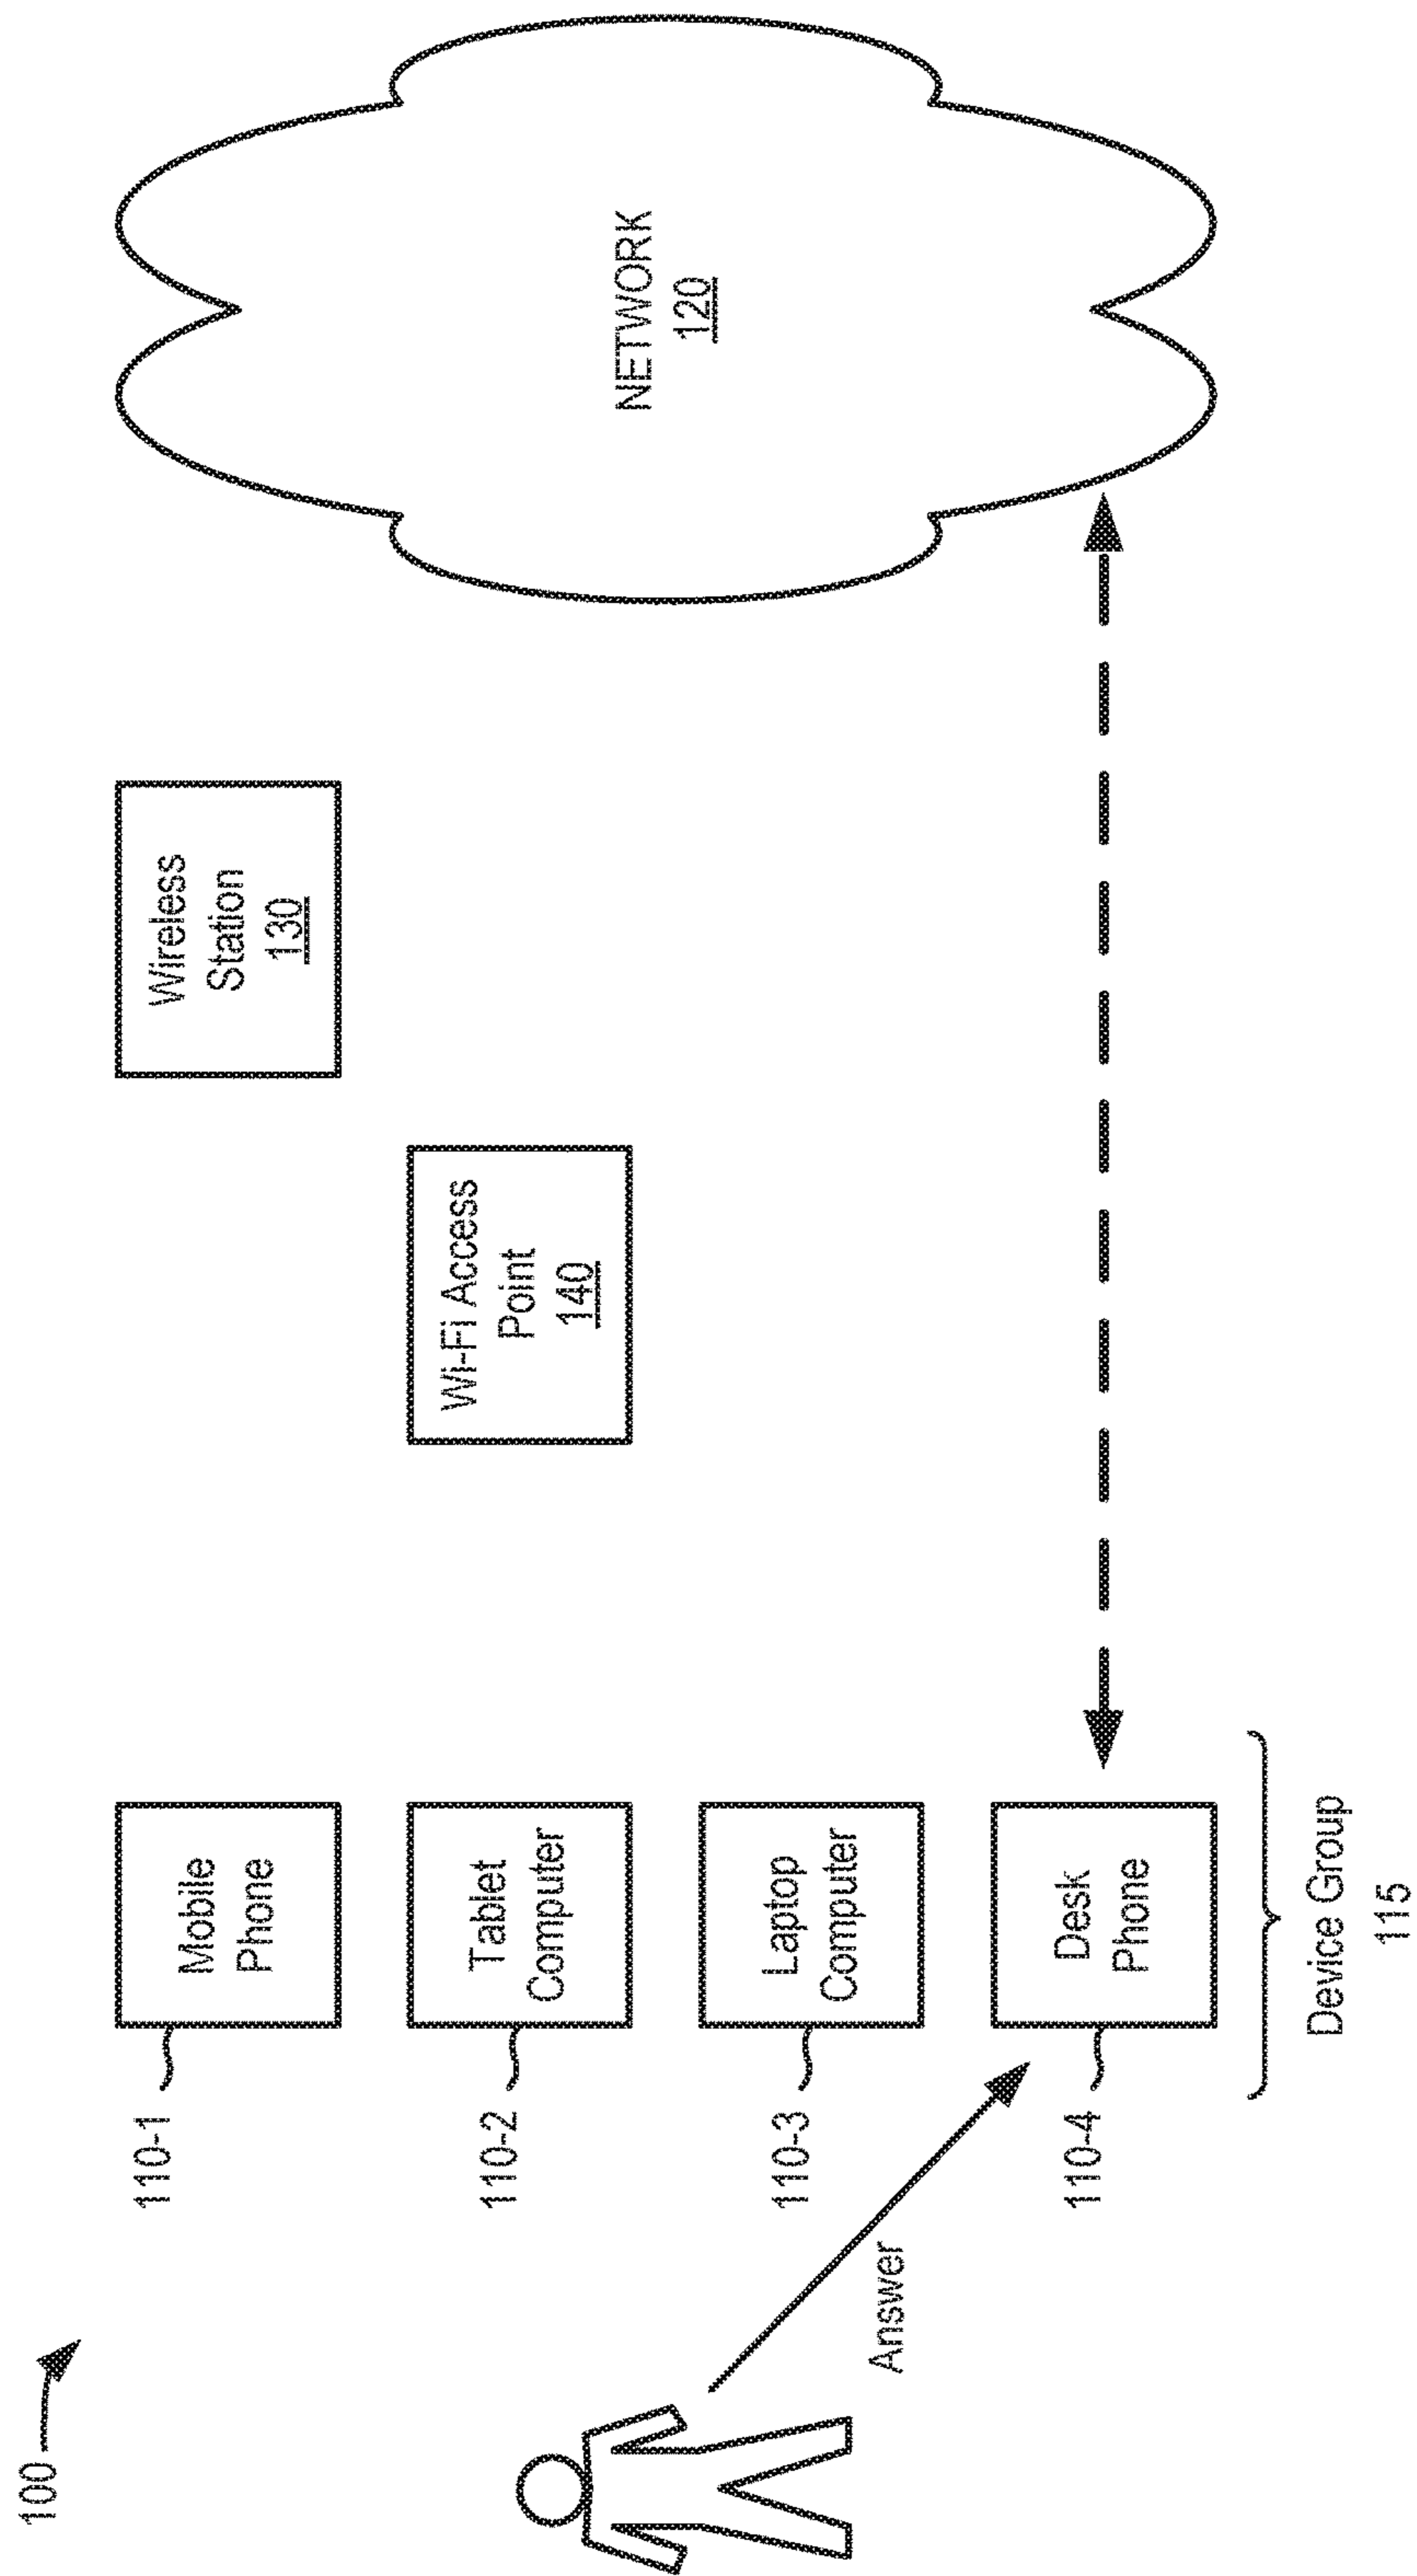 100
110-1
Mobile
Phone
Wireless
Station
130
110-2
Tablet
Computer
Wi-Fi Access
Point
140
NETWORK
120
110-3
Laptop
Computer
Answer
110-4
Desk
Phone
Device Group
115